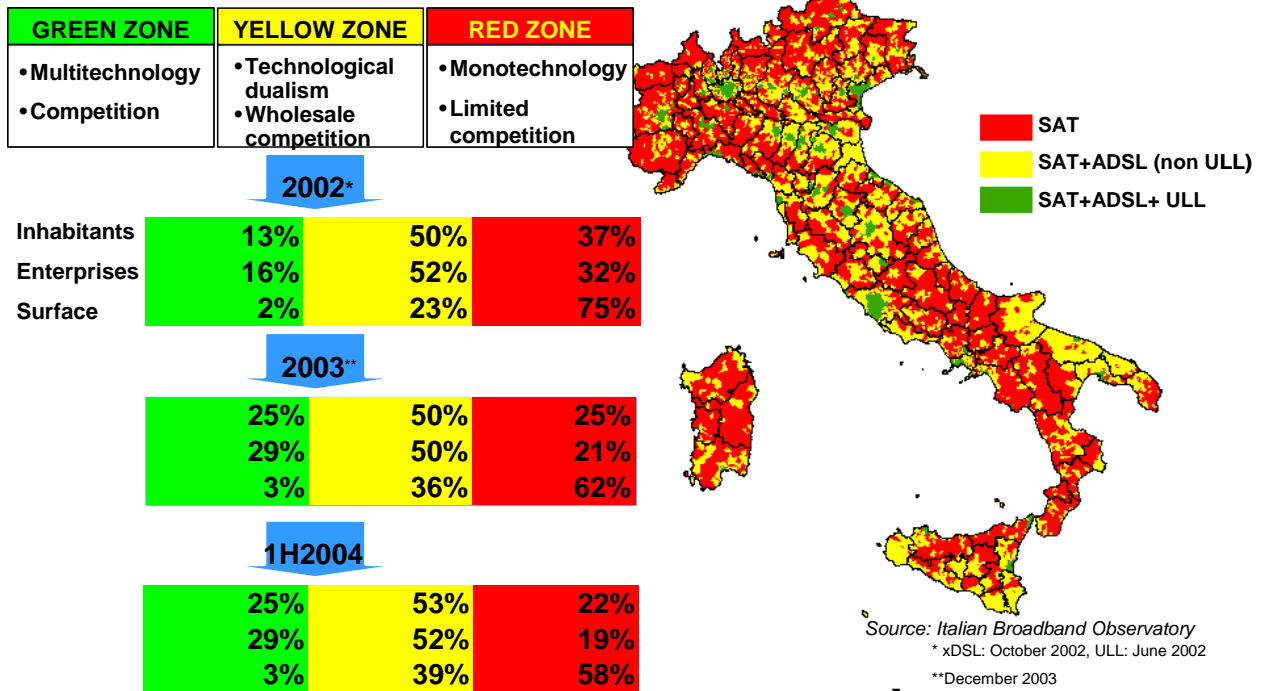 GREEN ZONE
YELLOW ZONE
RED ZONE
•Multitechnology
•Competition
•Technological
dualism
•Wholesale
competition
•Monotechnology
•Limited
competition
SAT
SAT+ADSL (non ULL)
SAT+ADSL+ ULL
2002*
Inhabitants 13% 50% 37%
Enterprises 16% 52% 32%
Surface 2% 23% 75%
2003**
25% 50% 25%
29% 50% 21%
3% 36% 62%
1H2004
25% 53% 22%
29% 52% 19%
3% 39% 58%
Source: Italian Broadband Observatory
* xDSL: October 2002, ULL: June 2002
**December 2003